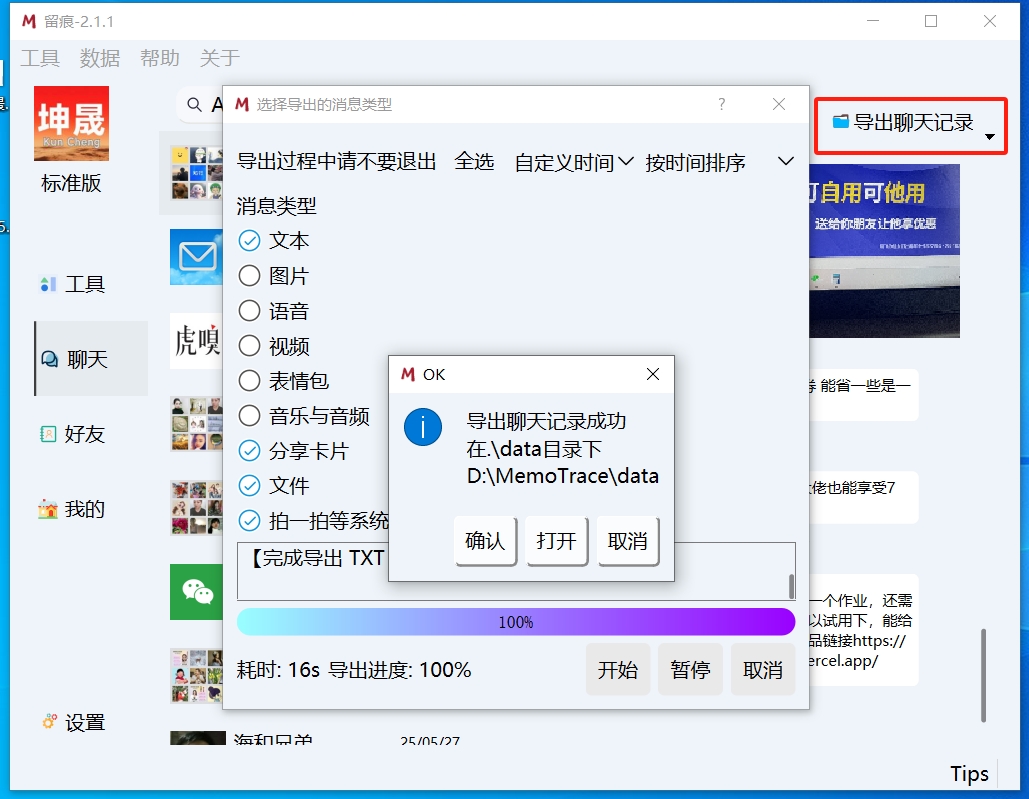 留痕-2.1.1
工具 数据 帮助 关于
坤晟
Kun Cheng
标准版
工具
聊天
好友
我的
设置
A
虎嗅
选择导出的消息类型
?
导出过程中请不要退出 全选 自定义时间 按时间排序
消息类型
文本
图片
语音
视频
表情包
音乐与音频
分享卡片
文件
拍一拍等系统
OK
导出聊天记录成功
在.\data目录下
D:\MemoTrace\data
确认 打开 取消
【完成导出 TXT
100%
耗时: 16s 导出进度: 100%
开始 暂停 取消
海和兄弟 25/05/27
导出聊天记录
自用可他用
送给你朋友让他享优惠
能省一些是一
佬也能享受7
一个作业，还需
以试用下，能给
品链接https://
ercel.app/
Tips